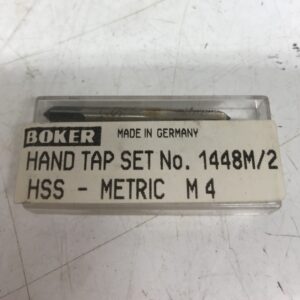 BOKER MADE IN GERMANY
HAND TAP SET No. 1448M/2
HSS - METRIC M 4